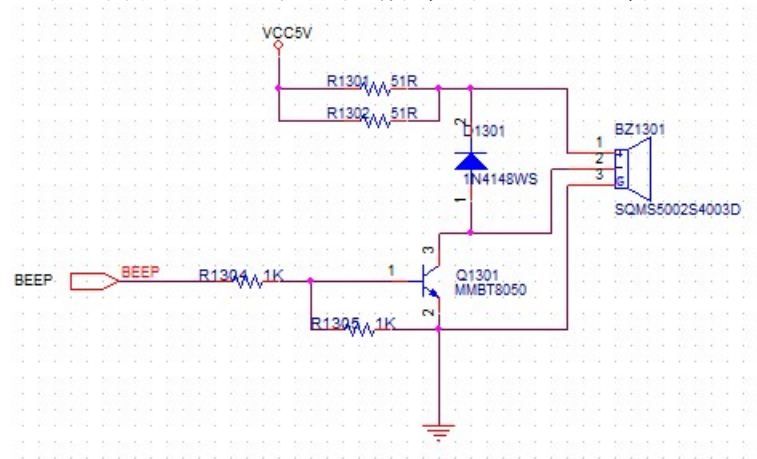 VCC5V
R1301 51R
R1302 51R
2
D1301
1N4148WS
1
BZ1301
1
2
3
+
-
G
SQMS5002S4003D
3
BEEP
BEEP
R1304 1K
1
Q1301
MMBT8050
2
R1305 1K